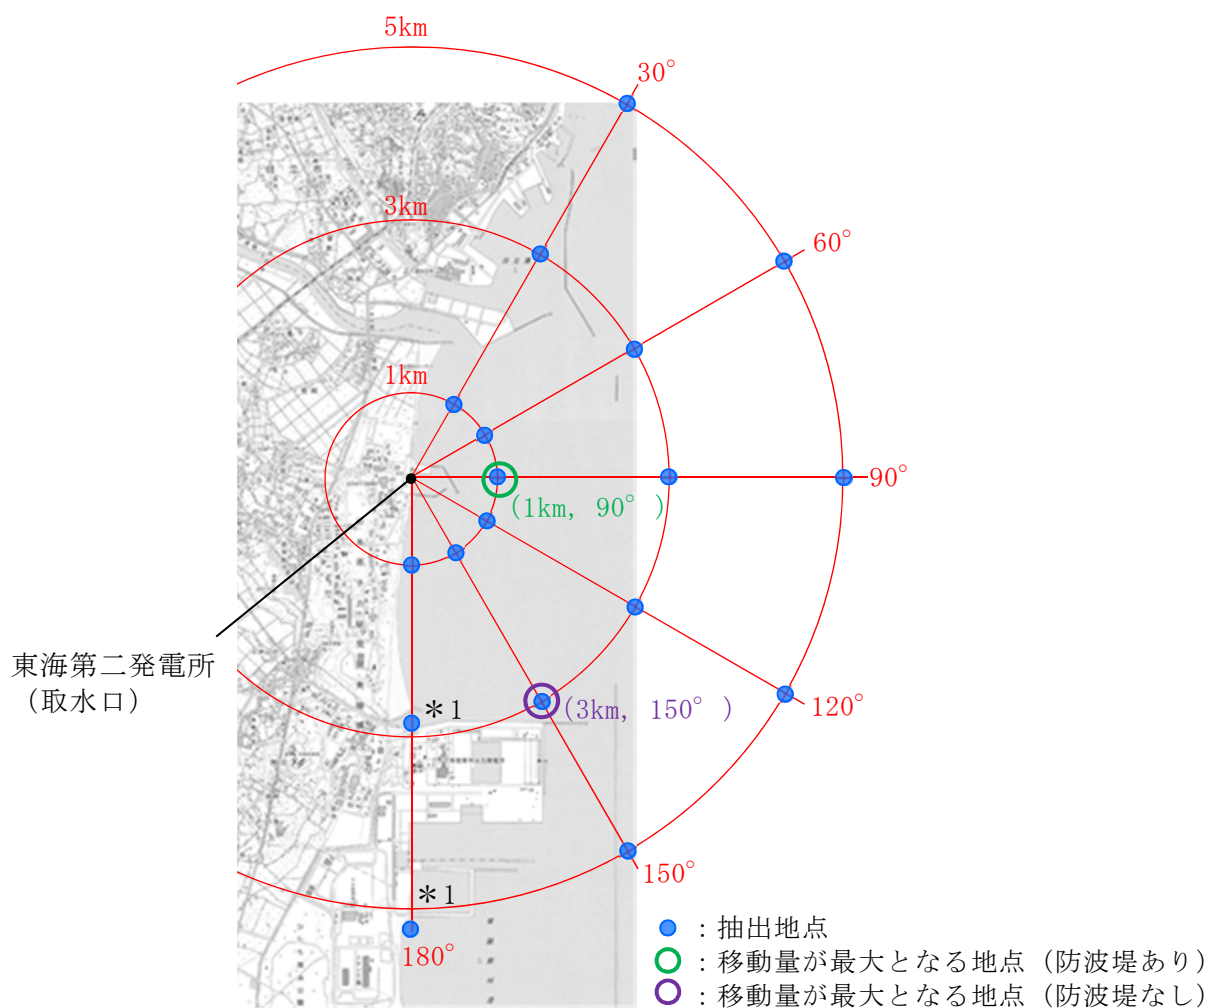 5km
30°
3km
60°
1km
90°
(1km, 90°)
東海第二発電所
（取水口）
＊1
(3km, 150°)
120°
150°
＊1
180°
：抽出地点
：移動量が最大となる地点（防波堤あり）
：移動量が最大となる地点（防波堤なし）